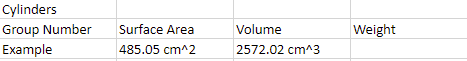 Cylinders
Group Number Surface Area Volume Weight
Example 485.05 cm^2 2572.02 cm^3